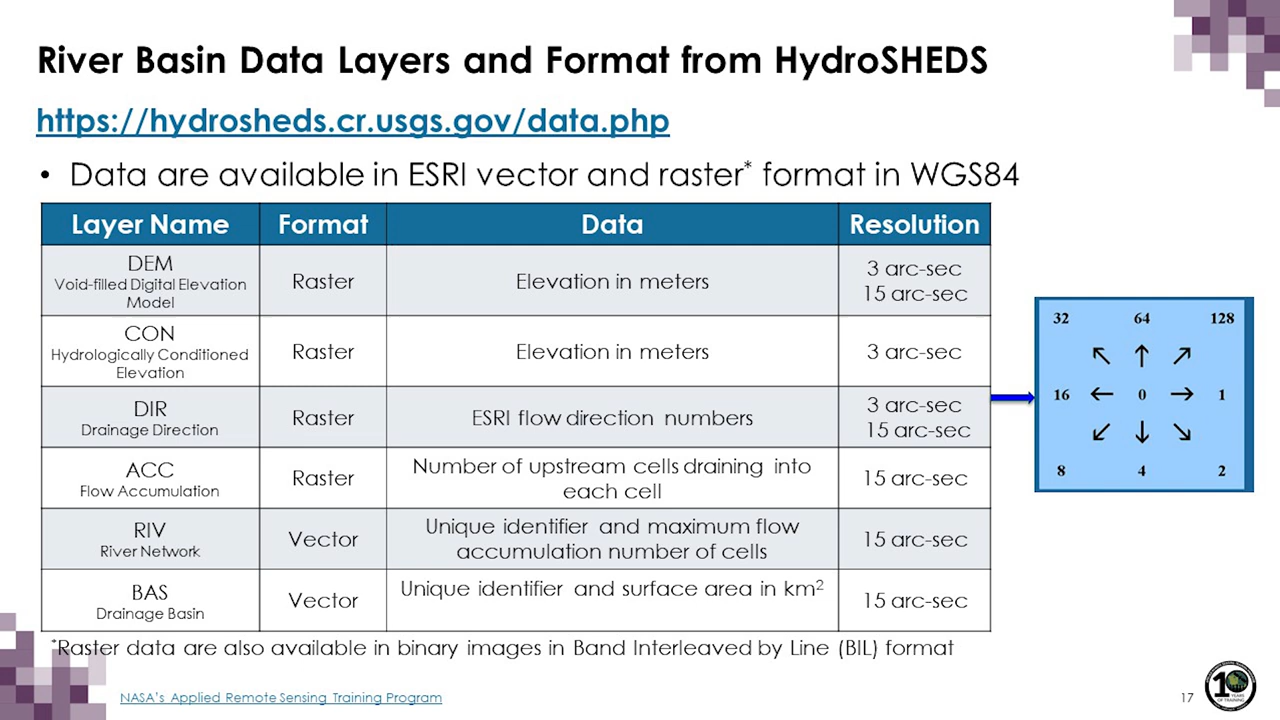 River Basin Data Layers and Format from HydroSHEDS
https://hydrosheds.cr.usgs.gov/data.php
• Data are available in ESRI vector and raster* format in WGS84
Layer Name Format Data Resolution
DEM
Void-filled Digital Elevation
Model
Raster
Elevation in meters
3 arc-sec
15 arc-sec
CON
Hydrologically Conditioned
Elevation
Raster
Elevation in meters
3 arc-sec
DIR
Drainage Direction
Raster
ESRI flow direction numbers
3 arc-sec
15 arc-sec
ACC
Flow Accumulation
Raster
Number of upstream cells draining into
each cell
15 arc-sec
RIV
River Network
Vector
Unique identifier and maximum flow
accumulation number of cells
15 arc-sec
BAS
Drainage Basin
Vector
Unique identifier and surface area in km2
15 arc-sec
32 64 128
16 0 1
8 4 2
*Raster data are also available in binary images in Band Interleaved by Line (BIL) format
NASA's Applied Remote Sensing Training Program
17
10
YEARS
OF TRAINING